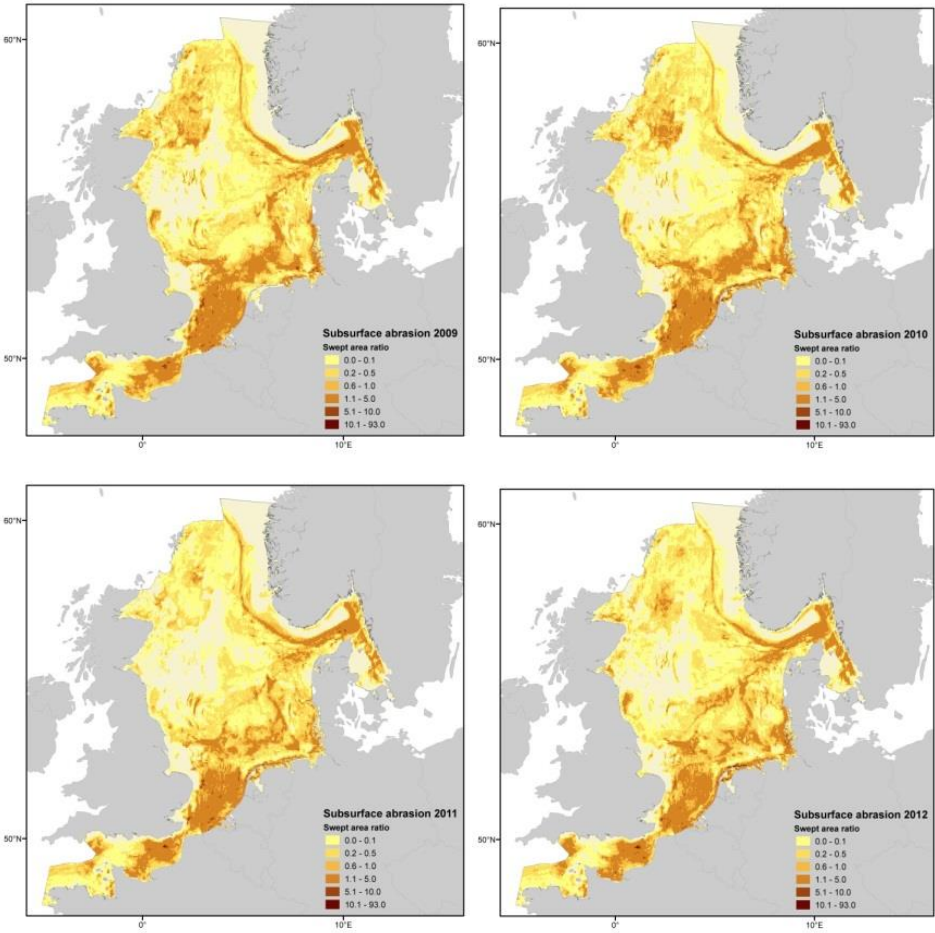 60°N
50°N
0°
10°E
Subsurface abrasion 2009
Swept area ratio
0.0 - 0.1
0.2 - 0.5
0.6 - 1.0
1.1 - 5.0
5.1 - 10.0
10.1 - 93.0
60°N
50°N
0°
10°E
Subsurface abrasion 2010
Swept area ratio
0.0 - 0.1
0.2 - 0.5
0.6 - 1.0
1.1 - 5.0
5.1 - 10.0
10.1 - 93.0
60°N
50°N
0°
10°E
Subsurface abrasion 2011
Swept area ratio
0.0 - 0.1
0.2 - 0.5
0.6 - 1.0
1.1 - 5.0
5.1 - 10.0
10.1 - 93.0
60°N
50°N
0°
10°E
Subsurface abrasion 2012
Swept area ratio
0.0 - 0.1
0.2 - 0.5
0.6 - 1.0
1.1 - 5.0
5.1 - 10.0
10.1 - 93.0